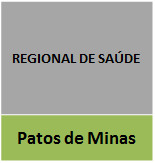 REGIONAL DE SAÚDE
Patos de Minas